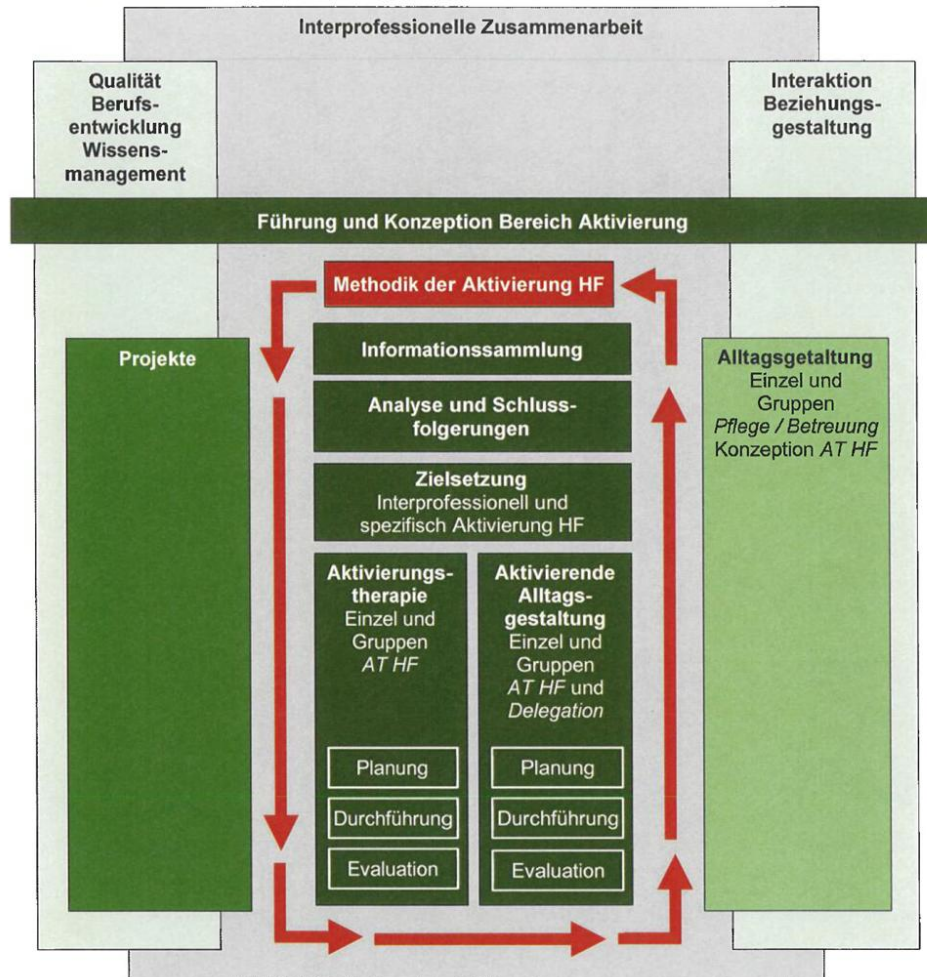 Interprofessionelle Zusammenarbeit
Qualität
Berufs-
entwicklung
Wissens-
management
Interaktion
Beziehungs-
gestaltung
Führung und Konzeption Bereich Aktivierung
Methodik der Aktivierung HF
Projekte
Informationssammlung
Analyse und Schluss-
folgerungen
Zielsetzung
Interprofessionell und
spezifisch Aktivierung HF
Aktivierungs-
therapie
Einzel und
Gruppen
AT HF
Planung
Durchführung
Evaluation
Aktivierende
Alltags-
gestaltung
Einzel und
Gruppen
AT HF und
Delegation
Planung
Durchführung
Evaluation
Alltagsgetaltung
Einzel und
Gruppen
Pflege / Betreuung
Konzeption AT HF